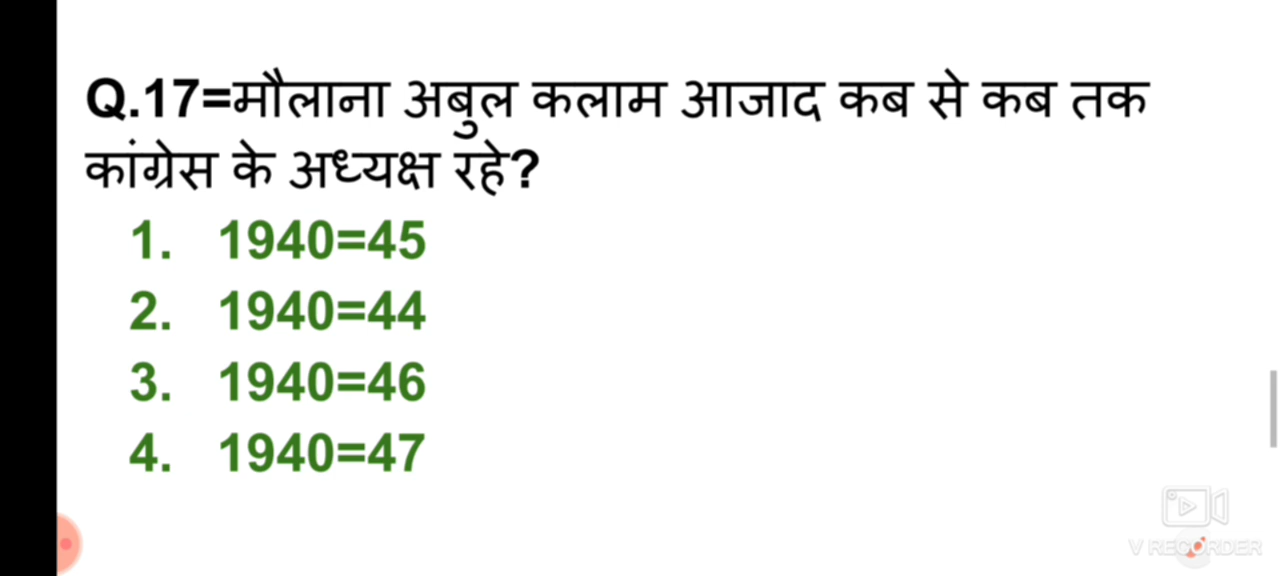 Q.17=मौलाना अबुल कलाम आजाद कब से कब तक
कांग्रेस के अध्यक्ष रहे?
1. 1940=45
2. 1940=44
3. 1940=46
4. 1940=47
V RECORDER